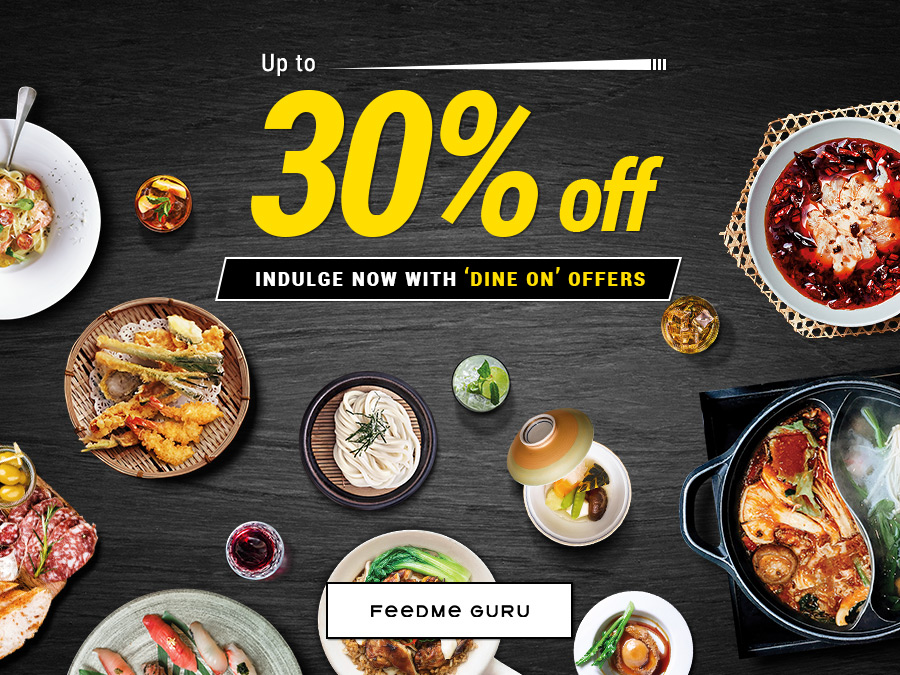 Up to
30% off
INDULGE NOW WITH ‘DINE ON’ OFFERS
FEEDME GURU